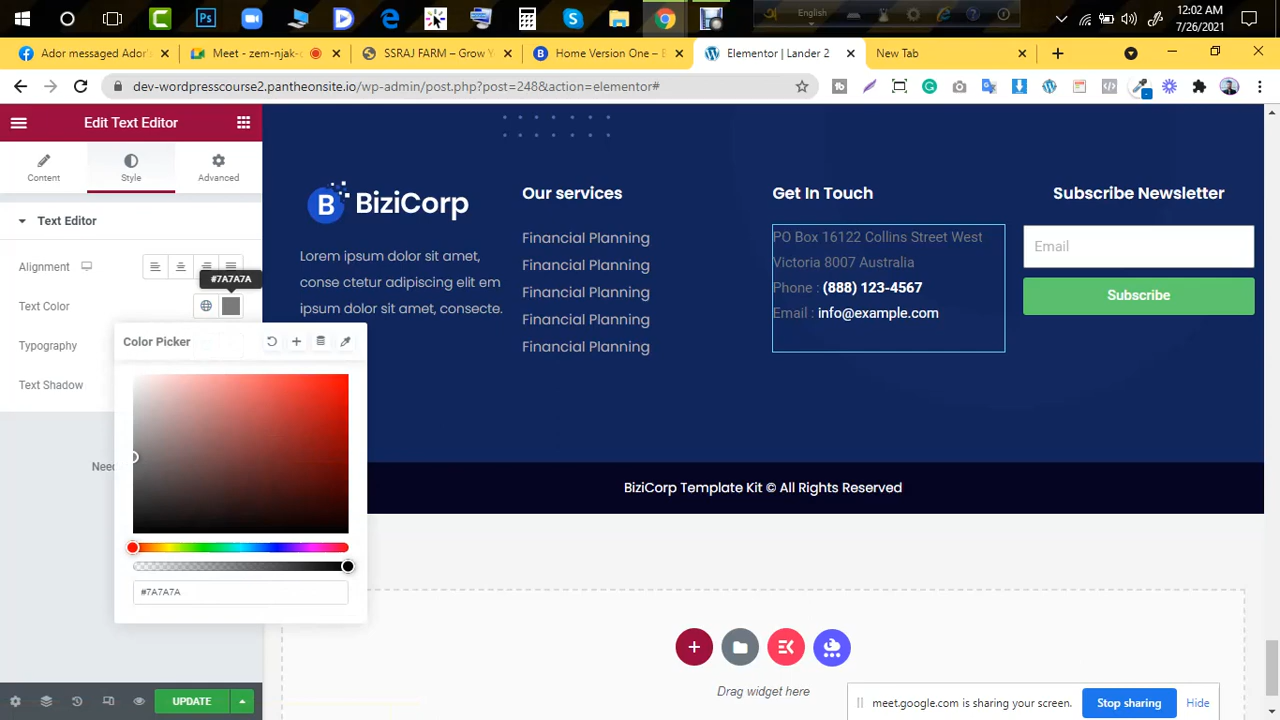 12:02 AM
English
7/26/2021
Ador messaged Ador's
Meet - zem-njak-
SSRAJ FARM – Grow Y
Home Version One – E
Elementor | Lander 2
New Tab
dev-wordpresscourse2.pantheonsite.io/wp-admin/post.php?post=248&action=elementor#
Edit Text Editor
Content
Style
Advanced
Text Editor
Alignment
#7A7A7A
Text Color
Typography
Text Shadow
Color Picker
#7A7A7A
Nee
UPDATE
B BiziCorp
Lorem ipsum dolor sit amet,
conse ctetur adipiscing elit em
ipsum dolor sit amet, consecte.
Our services
Financial Planning
Financial Planning
Financial Planning
Financial Planning
Financial Planning
Get In Touch
PO Box 16122 Collins Street West
Victoria 8007 Australia
Phone : (888) 123-4567
Email : info@example.com
Subscribe Newsletter
Email
Subscribe
BiziCorp Template Kit © All Rights Reserved
Drag widget here
meet.google.com is sharing your screen.
Stop sharing
Hide